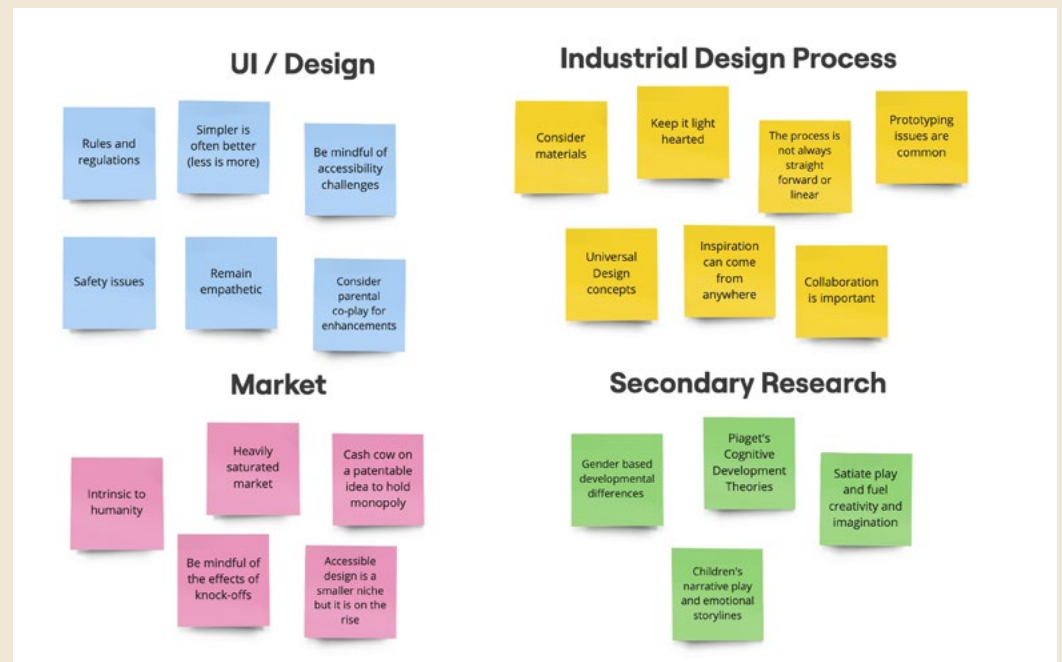 UI / Design
Rules and
regulations
Simpler is
often better
(less is more)
Be mindful of
accessibility
challenges
Safety issues
Remain
empathetic
Consider
parental
co-play for
enhancements
Industrial Design Process
Consider
materials
Keep it light
hearted
The process is
not always
straight
forward or
linear
Prototyping
issues are
common
Universal
Design
concepts
Inspiration
can come
from
anywhere
Collaboration
is important
Market
Intrinsic to
humanity
Heavily
saturated
market
Cash cow on
a patentable
idea to hold
monopoly
Be mindful of
the effects of
knock-offs
Accessible
design is a
smaller niche
but it is on the
rise
Secondary Research
Gender based
developmental
differences
Piaget's
Cognitive
Development
Theories
Satiate play
and fuel
creativity and
imagination
Children's
narrative play
and emotional
storylines